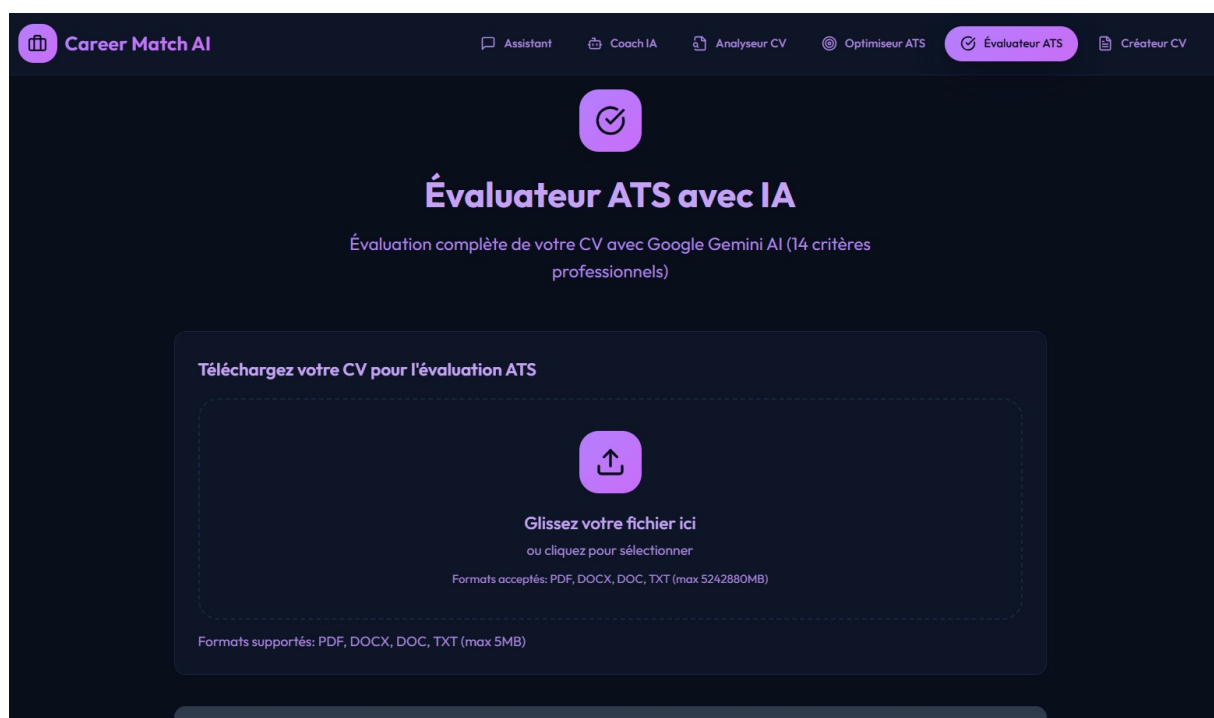 Career Match AI
Assistant
Coach IA
Analyseur CV
Optimiseur ATS
Évaluateur ATS
Créateur CV
Évaluateur ATS avec IA
Évaluation complète de votre CV avec Google Gemini AI (14 critères
professionnels)
Téléchargez votre CV pour l'évaluation ATS
Glissez votre fichier ici
ou cliquez pour sélectionner
Formats acceptés: PDF, DOCX, DOC, TXT (max 5242880MB)
Formats supportés: PDF, DOCX, DOC, TXT (max 5MB)